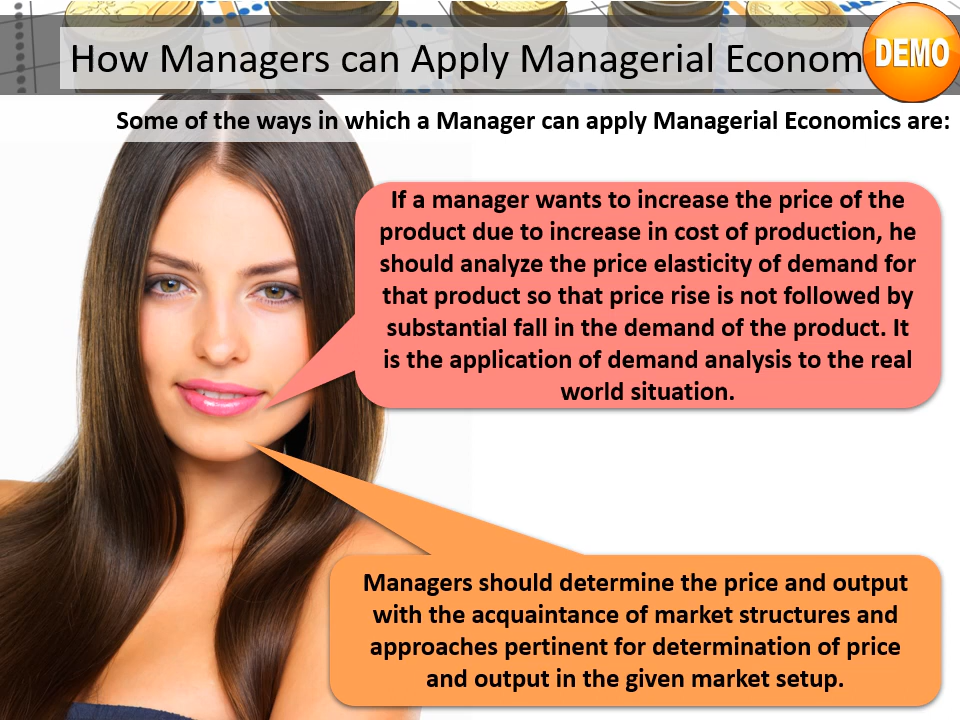 How Managers can Apply Managerial Econom
DEMO
Some of the ways in which a Manager can apply Managerial Economics are:
If a manager wants to increase the price of the
product due to increase in cost of production, he
should analyze the price elasticity of demand for
that product so that price rise is not followed by
substantial fall in the demand of the product. It
is the application of demand analysis to the real
world situation.
Managers should determine the price and output
with the acquaintance of market structures and
approaches pertinent for determination of price
and output in the given market setup.